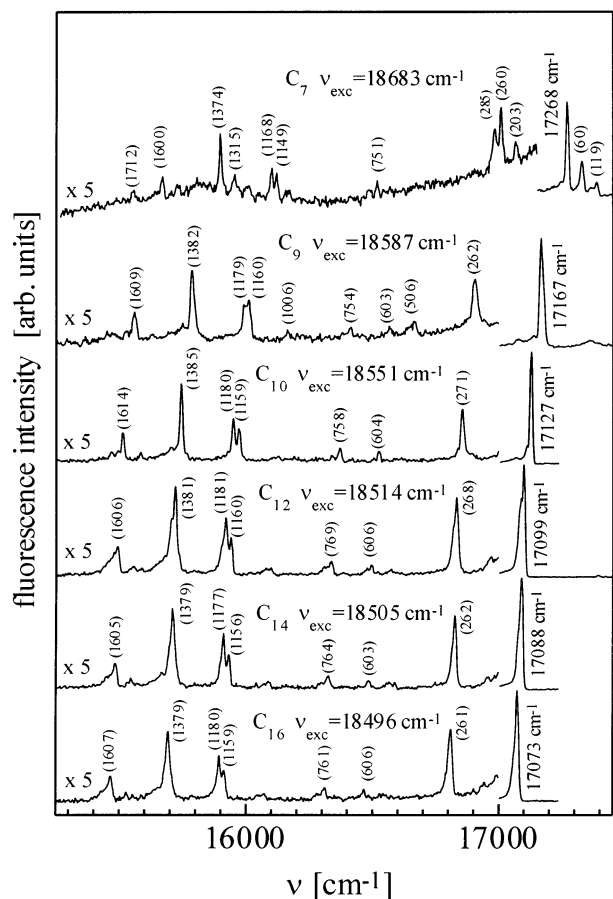 C7 νexc=18683 cm-1
(1712)
(1600)
(1374)
(1315)
(1168)
(1149)
(751)
(285)
(260)
(203)
17268 cm-1
(60)
(119)
x 5
C9 νexc=18587 cm-1
(1609)
(1382)
(1179)
(1160)
(1006)
(754)
(603)
(506)
(262)
17167 cm-1
x 5
C10 νexc=18551 cm-1
(1614)
(1385)
(1180)
(1159)
(758)
(604)
(271)
17127 cm-1
x 5
C12 νexc=18514 cm-1
(1606)
(1381)
(1181)
(1160)
(769)
(606)
(268)
17099 cm-1
x 5
C14 νexc=18505 cm-1
(1605)
(1379)
(1177)
(1156)
(764)
(603)
(262)
17088 cm-1
x 5
C16 νexc=18496 cm-1
(1607)
(1379)
(1180)
(1159)
(761)
(606)
(261)
17073 cm-1
x 5
fluorescence intensity [arb. units]
16000
17000
ν [cm-1]